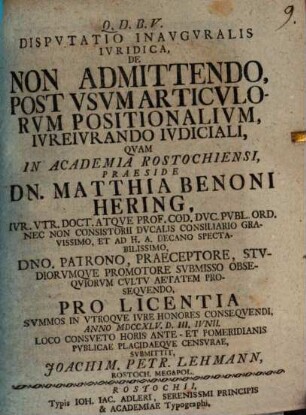 9.
Q. D. B. V.
DISPVTATIO INAVGVRALIS
IVRIDICA,
DE
NON ADMITTENDO,
POST VSVM ARTICVLO-
RVM POSITIONALIVM,
IVREIVRANDO IVDICIALI,
QVAM
IN ACADEMIA ROSTOCHIENSI,
PRAESIDE
DN. MATTHIA BENONI
HERING,
IVR. VTR. DOCT. ATQVE PROF. COD. DVC. PVBL. ORD.
NEC NON CONSISTORII DVCALIS CONSILIARIO GRA-
VISSIMO, ET AD H. A. DECANO SPECTA-
BILISSIMO,
DNO. PATRONO, PRAECEPTORE, STV-
DIORVMQVE PROMOTORE SVBMISSO OBSE-
QVIORVM CVLTV AETATEM PRO-
SEQVENDO,
PRO LICENTIA
SVMMOS IN VTROQVE IVRE HONORES CONSEQVENDI,
ANNO MDCCXLV. D. III, IVNII.
LOCO CONSVETO HORIS ANTE- ET POMERIDIANIS
PVBLICAE PLACIDAEQVE CENSVRAE,
SVBMITTIT,
JOACHIM. PETR. LEHMANN,
ROSTOCH. MEGAPOL.
ROSTOCHII,
Typis IOH. IAC. ADLERI, SERENISSMI PRINCIPIS
& ACADEMIAE Typographi.